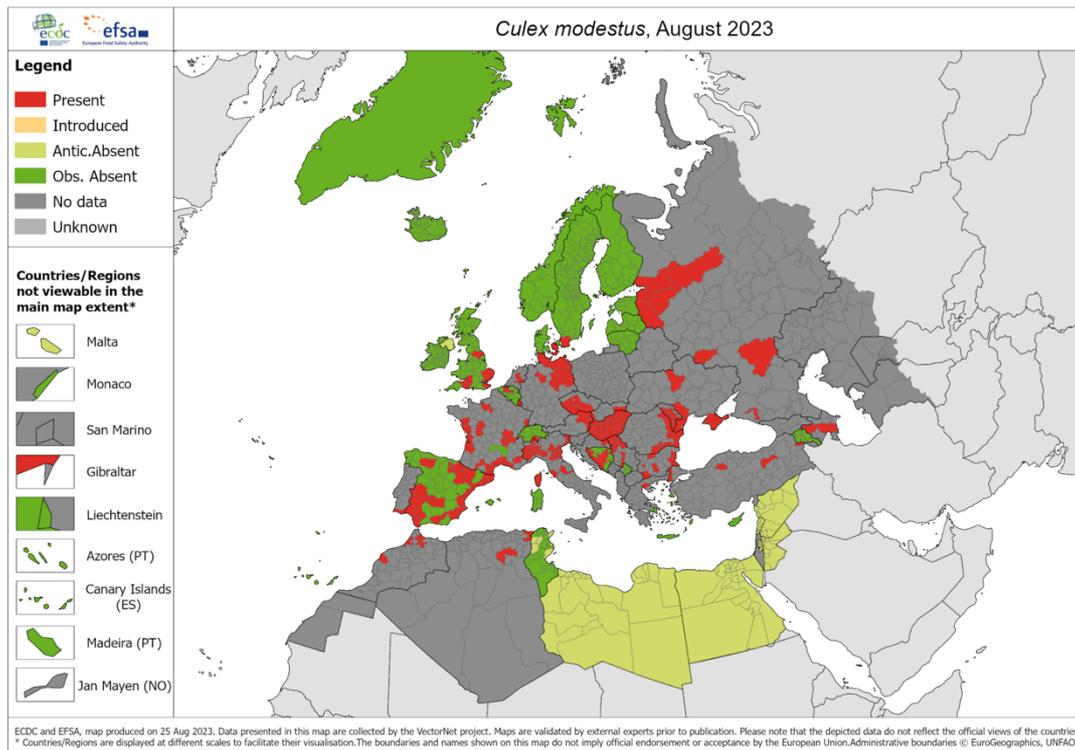 ecdc
efsa
European Food Safety Authority
Culex modestus, August 2023
Legend
Present
Introduced
Antic.Absent
Obs. Absent
No data
Unknown
Countries/Regions
not viewable in the
main map extent*
Malta
Monaco
San Marino
Gibraltar
Liechtenstein
Azores (PT)
Canary Islands
(ES)
Madeira (PT)
Jan Mayen (NO)
ECDC and EFSA, map produced on 25 Aug 2023. Data presented in this map are collected by the VectorNet project. Maps are validated by external experts prior to publication. Please note that the depicted data do not reflect the official views of the countrie
* Countries/Regions are displayed at different scales to facilitate their visualisation.The boundaries and names shown on this map do not imply official endorsement or acceptance by the European Union.Administrative boundaries © EuroGeographics, UNFAO